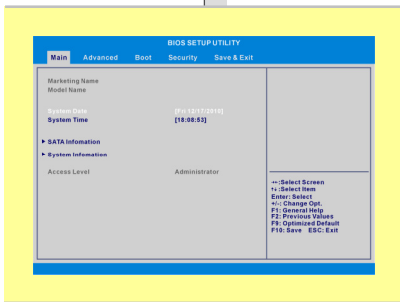 BIOS SETUP UTILITY
Main Advanced Boot Security Save & Exit
Marketing Name
Model Name
System Date [Fri 12/17/2010]
System Time [18:08:53]
SATA Infomation
System Infomation
Access Level Administrator
→←:Select Screen
↑↓:Select Item
Enter: Select
+/-: Change Opt.
F1: General Help
F2: Previous Values
F9: Optimized Default
F10: Save ESC: Exit